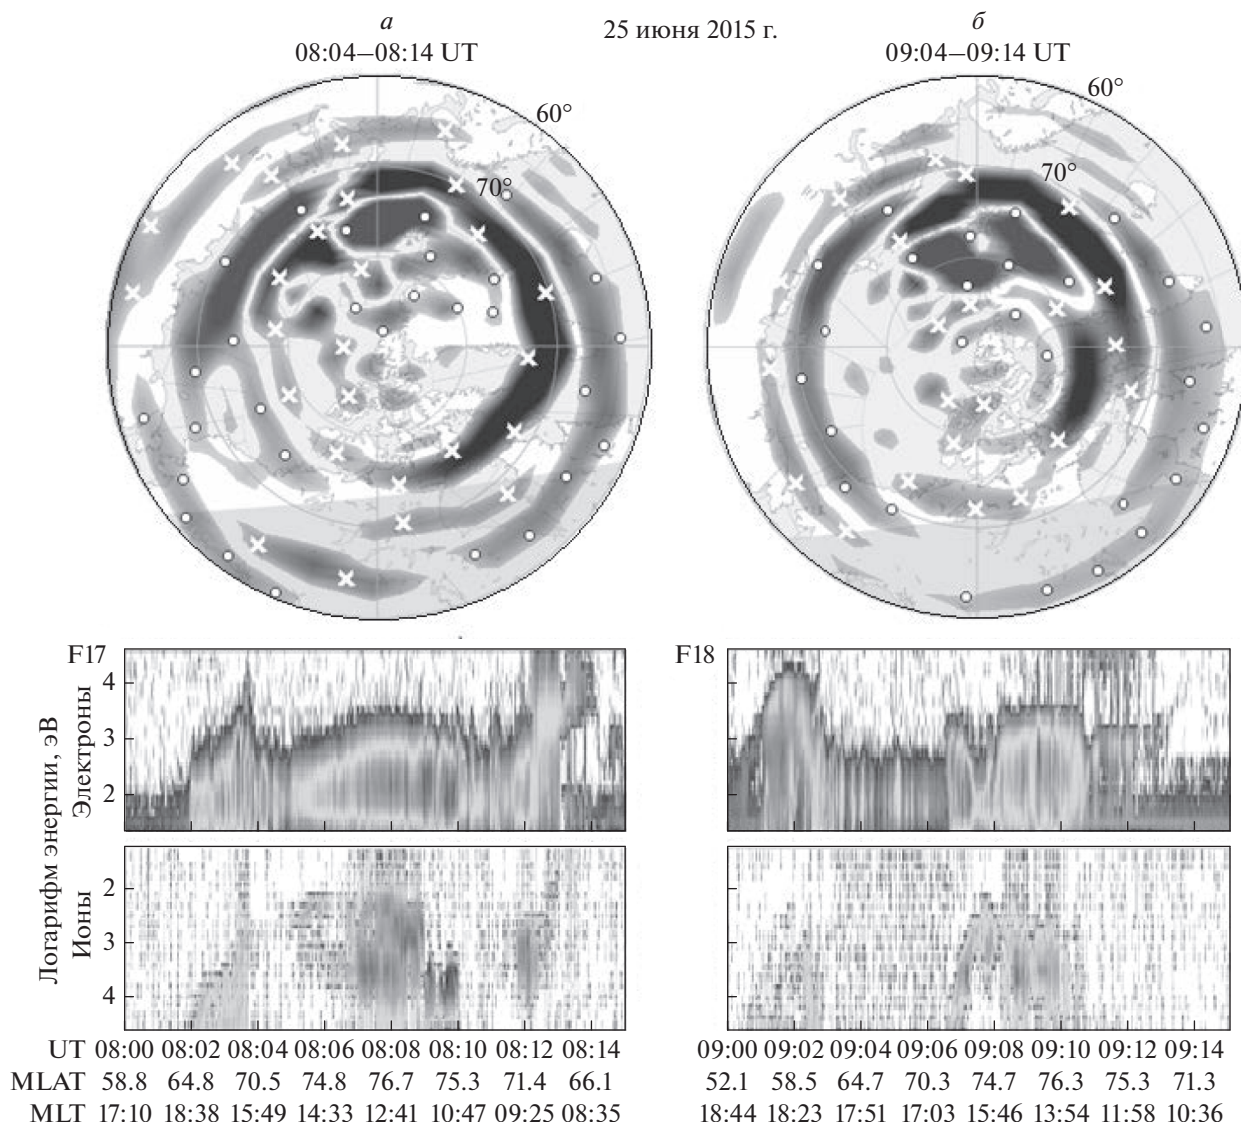 а
25 июня 2015 г.
б
08:04–08:14 UT
09:04–09:14 UT
60°
70°
60°
70°
F17
F18
Логарифм энергии, эВ
Электроны
4
3
2
Ионы
2
3
4
UT 08:00 08:02 08:04 08:06 08:08 08:10 08:12 08:14
MLAT 58.8 64.8 70.5 74.8 76.7 75.3 71.4 66.1
MLT 17:10 18:38 15:49 14:33 12:41 10:47 09:25 08:35
09:00 09:02 09:04 09:06 09:08 09:10 09:12 09:14
52.1 58.5 64.7 70.3 74.7 76.3 75.3 71.3
18:44 18:23 17:51 17:03 15:46 13:54 11:58 10:36